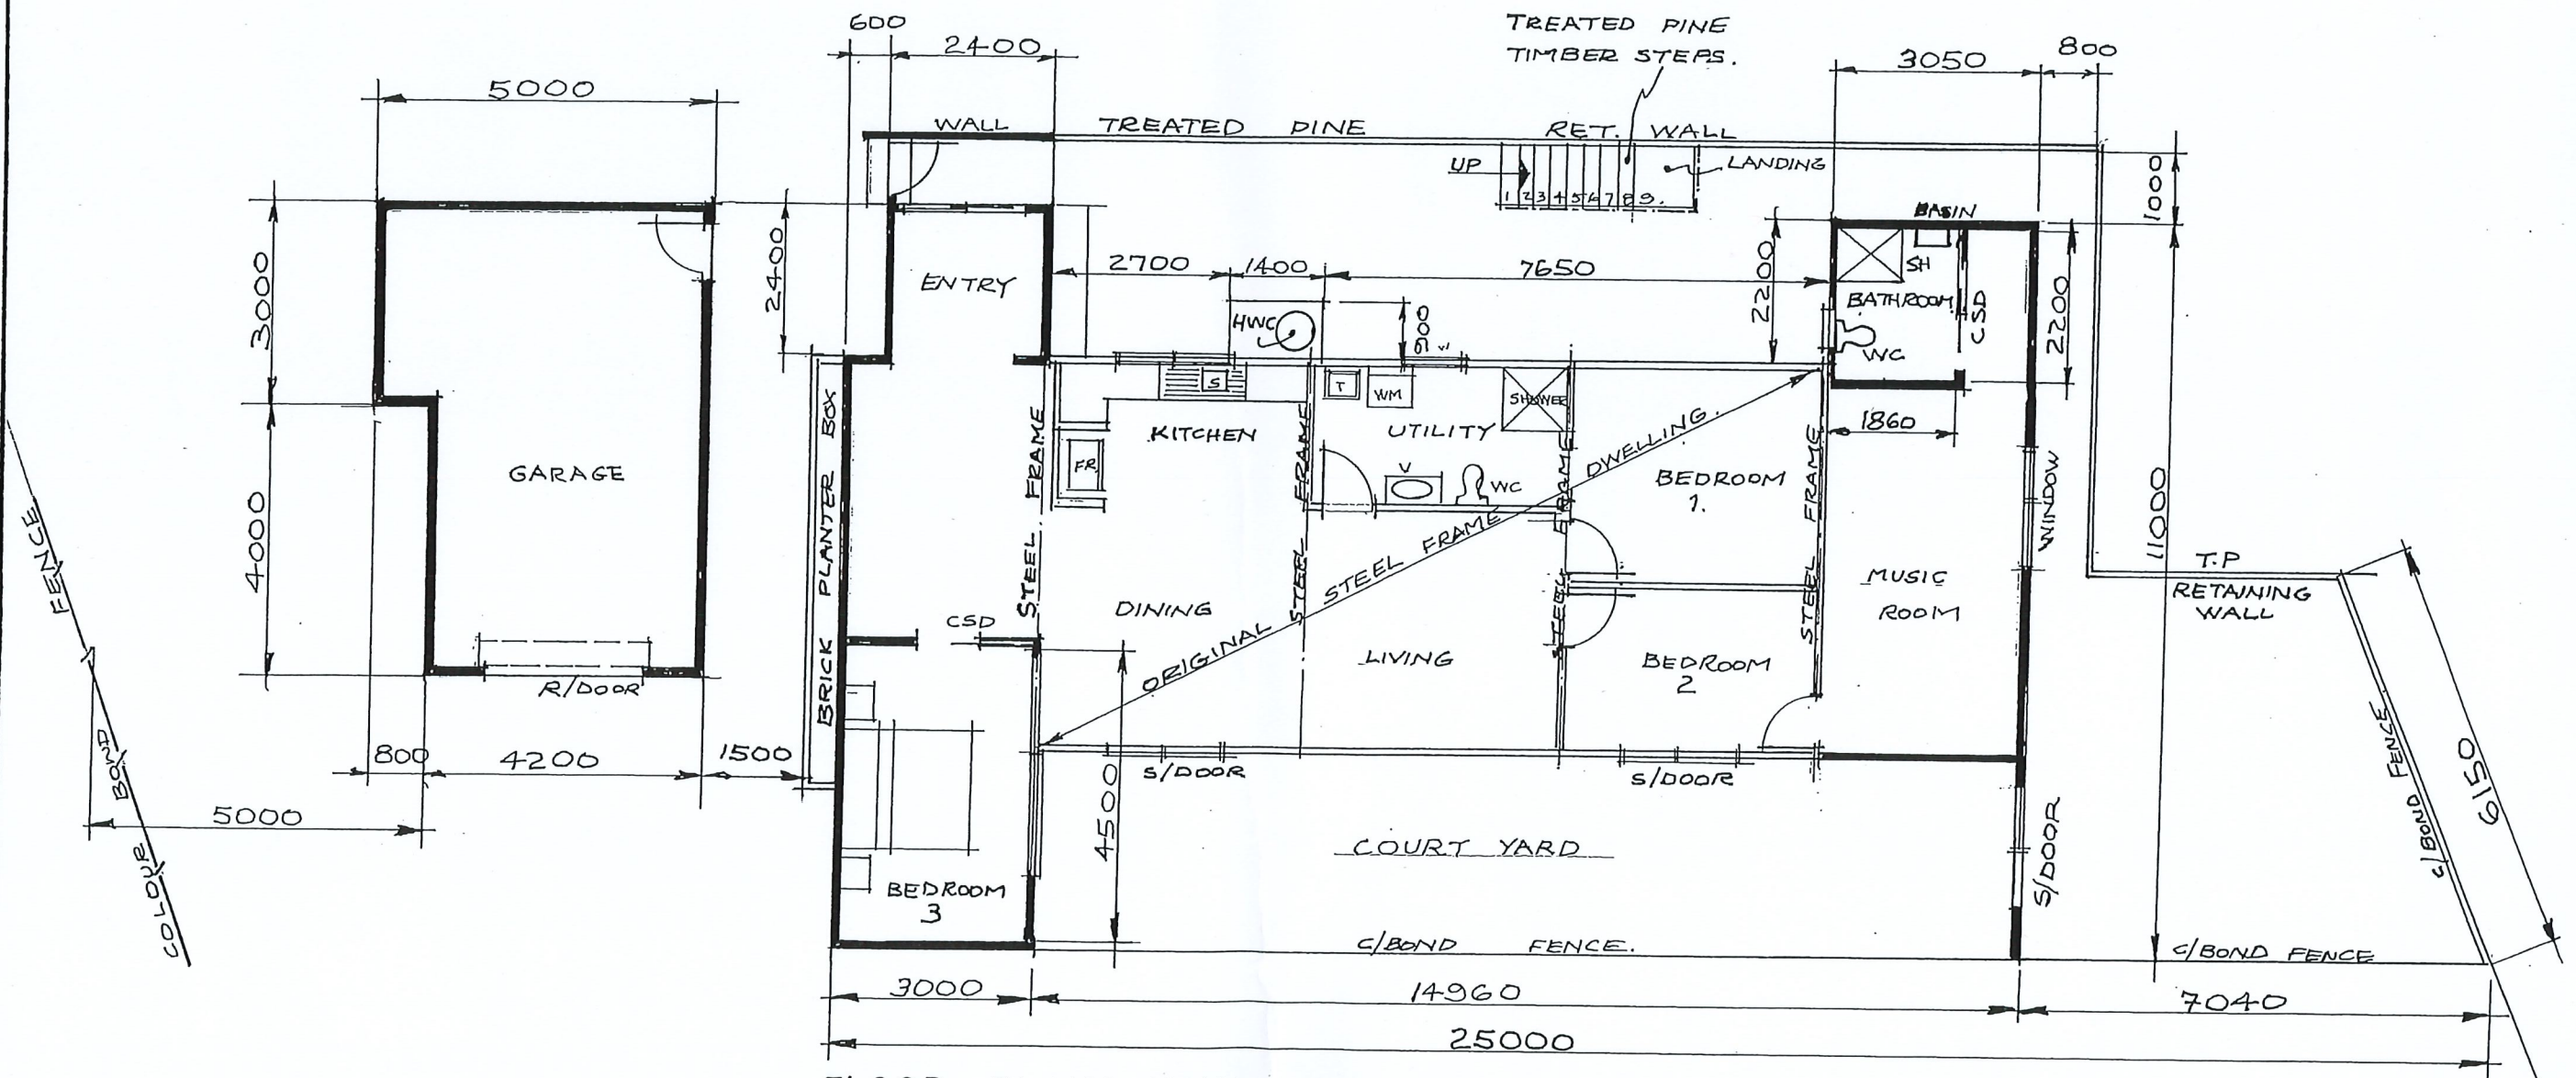 600
2400
TREATED PINE
TIMBER STEPS.
3050
800
5000
WALL
TREATED PINE
RET. WALL
UP
LANDING
1 2 3 4 5 6 7 8 9.
1000
BASIN
3000
2400
ENTRY
2700
1400
7650
2200
SH
BATHROOM
CSD
WC
2200
HWC
900
S
T
WM
SHOWER
1860
KITCHEN
UTILITY
DWELLING.
FR
V
WC
BEDROOM
1.
GARAGE
4000
BRICK PLANTER BOX
STEEL FRAME
STEEL FRAME
STEEL FRAME
STEEL FRAME
STEEL FRAME
ORIGINAL STEEL FRAME
WINDOW
11000
T.P
RETAINING
WALL
MUSIC
ROOM
FENCE
COLOUR BOND
CSD
DINING
LIVING
BEDROOM
2
R/DOOR
800
4200
1500
5000
S/DOOR
S/DOOR
4500
COURT YARD
S/DOOR
C/BOND FENCE
6150
BEDROOM
3
C/BOND FENCE.
C/BOND FENCE
3000
14960
7040
25000